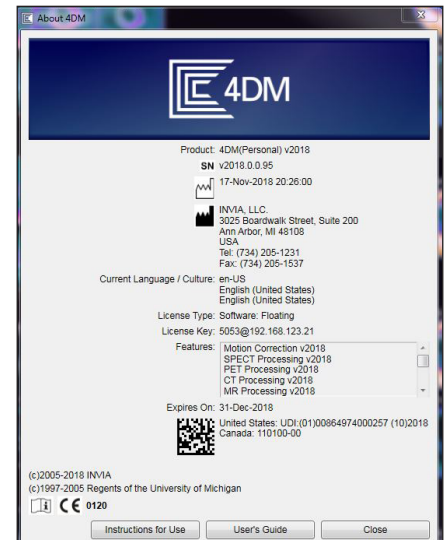 About 4DM
4DM
Product: 4DM(Personal) v2018
SN v2018.0.0.95
17-Nov-2018 20:26:00
INVIA, LLC.
3025 Boardwalk Street, Suite 200
Ann Arbor, MI 48108
USA
Tel: (734) 205-1231
Fax: (734) 205-1537
Current Language / Culture: en-US
English (United States)
English (United States)
License Type: Software: Floating
License Key: 5053@192.168.123.21
Features: Motion Correction v2018
SPECT Processing v2018
PET Processing v2018
CT Processing v2018
MR Processing v2018
Expires On: 31-Dec-2018
United States: UDI:(01)00864974000257 (10)2018
Canada: 110100-00
(c)2005-2018 INVIA
(c)1997-2005 Regents of the University of Michigan
i CE 0120
Instructions for Use User's Guide Close